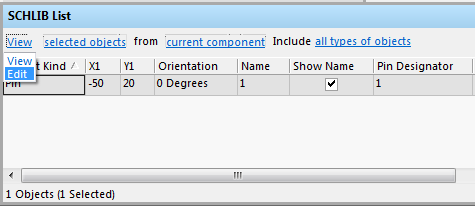 SCHLIB List
View selected objects from current component Include all types of objects
View
Edit
t Kind X1 Y1 Orientation Name Show Name Pin Designator
Pin -50 20 0 Degrees 1 1
1 Objects (1 Selected)